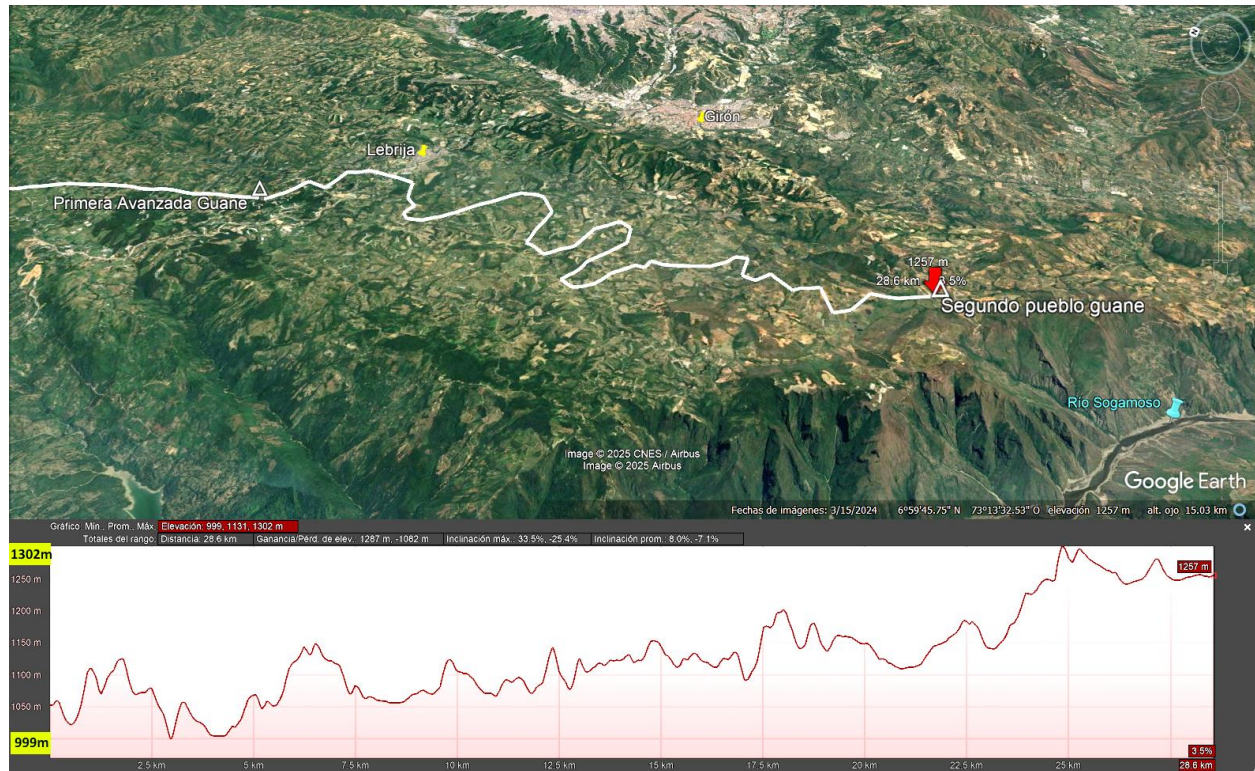 Girón
Lebrija
Primera Avanzada Guane
1257 m
28.6 km 3.5%
Segundo pueblo guane
Río Sogamoso
Image © 2025 CNES / Airbus
Image © 2025 Airbus
Google Earth
Fechas de imágenes: 3/15/2024 6°59'45.75" N 73°13'32.53" O elevación 1257 m alt. ojo 15.03 km
Gráfico: Mín., Prom., Máx. Elevación: 999, 1131, 1302 m
Totales del rango: Distancia: 28.6 km Ganancia/Pérd. de elev.: 1287 m, -1082 m Inclinación máx.: 33.5%, -25.4% Inclinación prom.: 8.0%, -7.1%
1302m
1257 m
1250 m
1200 m
1150 m
1100 m
1050 m
999m
3.5%
2.5 km 5 km 7.5 km 10 km 12.5 km 15 km 17.5 km 20 km 22.5 km 25 km 28.6 km